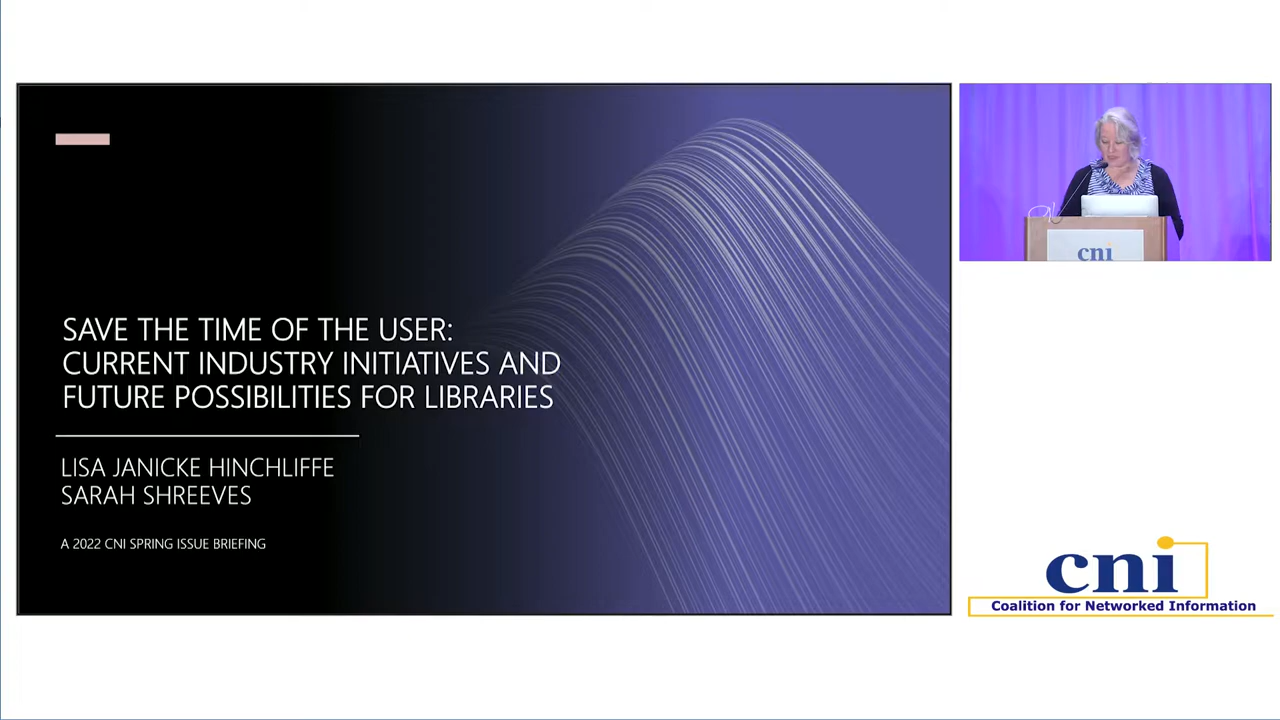 SAVE THE TIME OF THE USER:
CURRENT INDUSTRY INITIATIVES AND
FUTURE POSSIBILITIES FOR LIBRARIES
LISA JANICKE HINCHLIFFE
SARAH SHREEVES
A 2022 CNI SPRING ISSUE BRIEFING
cni
cni
Coalition for Networked Information